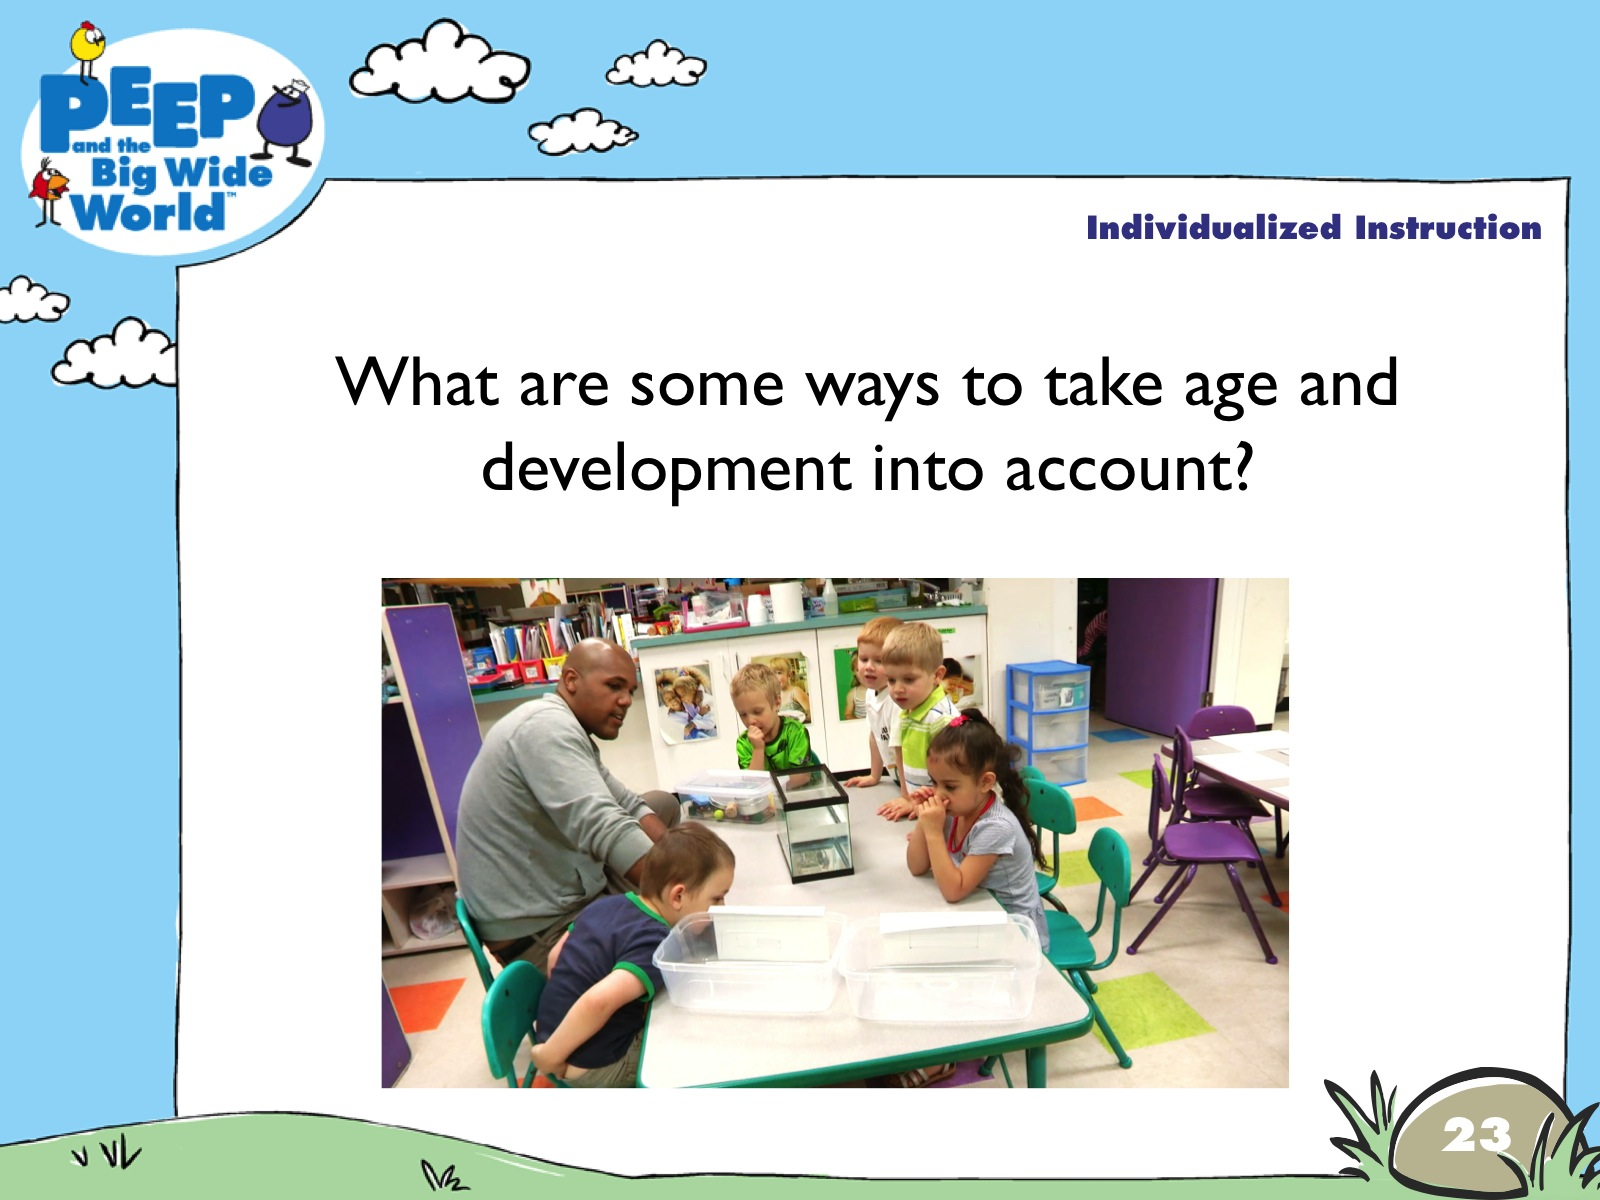 PEEP
and the
Big Wide
World™
Individualized Instruction
What are some ways to take age and
development into account?
23